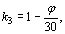 k₃ = 1 - φ/30,